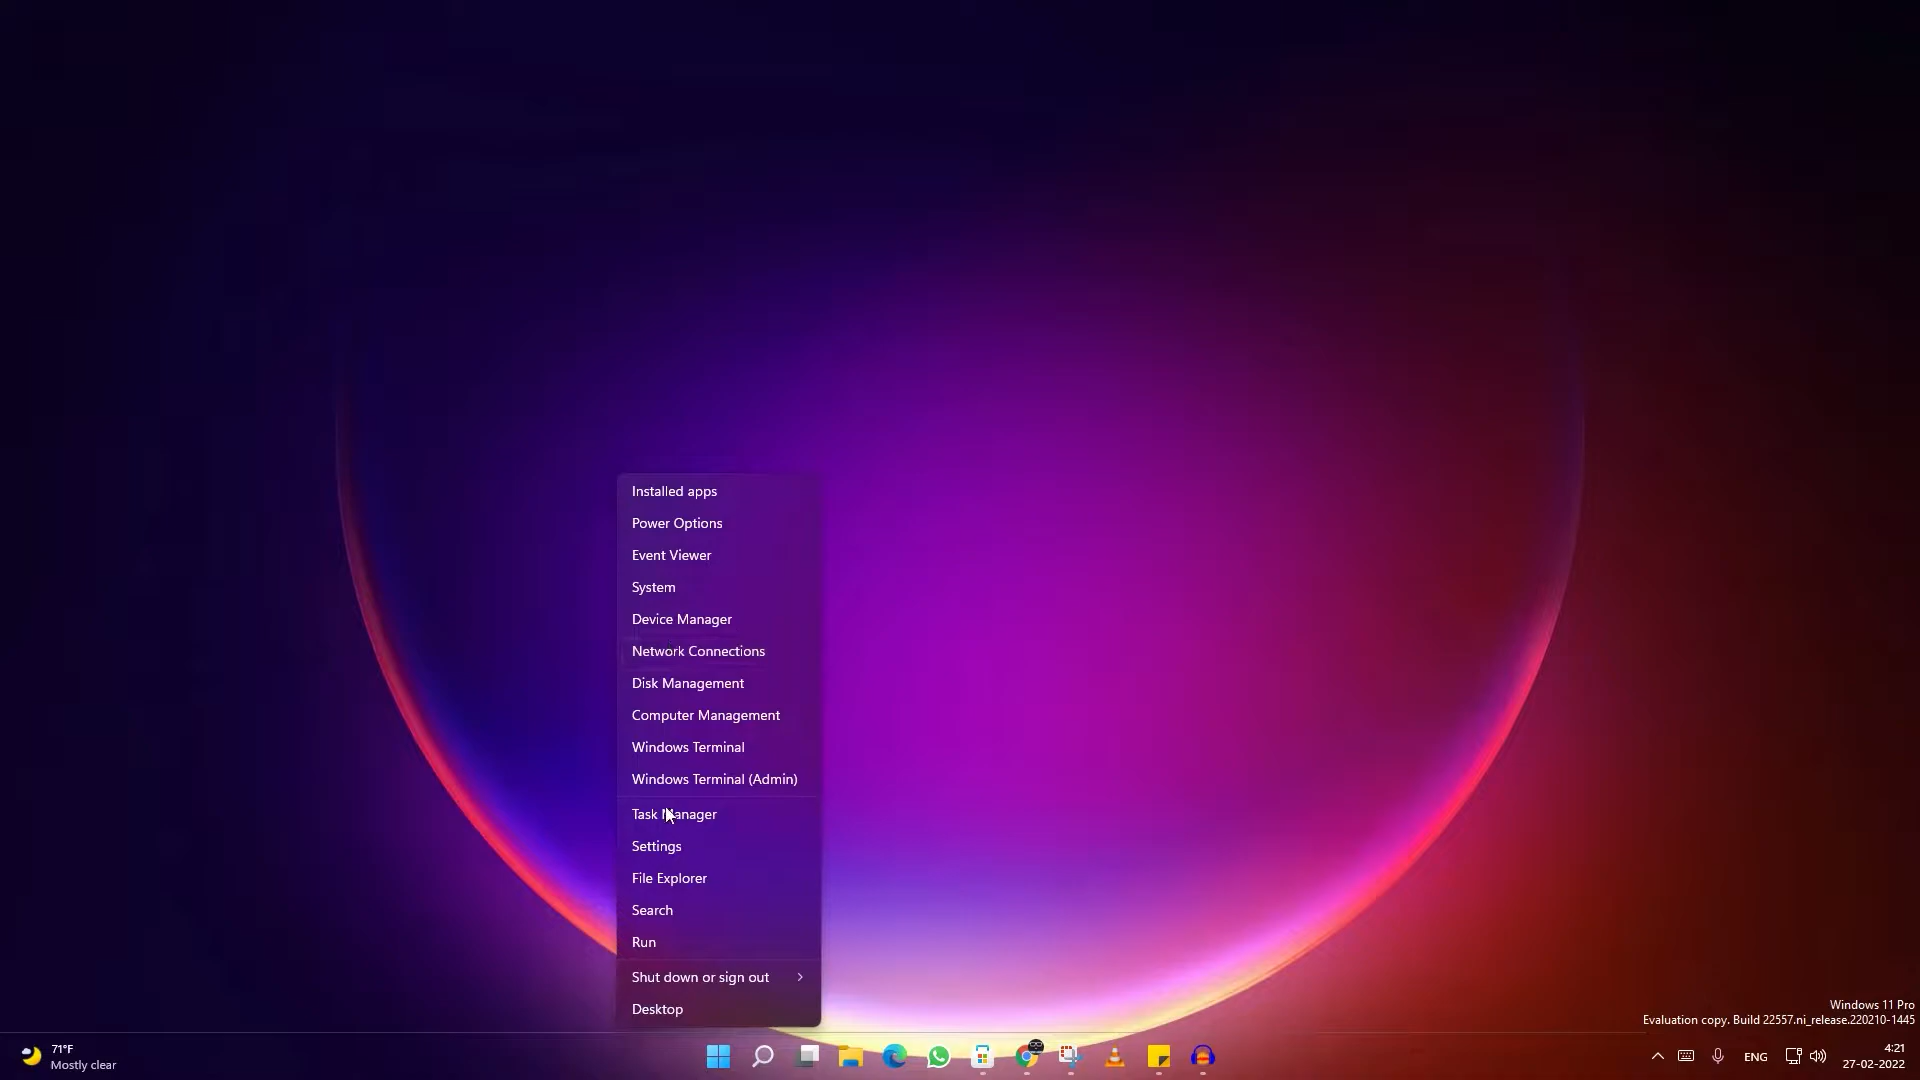 Installed apps
Power Options
Event Viewer
System
Device Manager
Network Connections
Disk Management
Computer Management
Windows Terminal
Windows Terminal (Admin)
Task Manager
Settings
File Explorer
Search
Run
Shut down or sign out
Desktop
Windows 11 Pro
Evaluation copy. Build 22557.ni_release.220210-1445
71°F
Mostly clear
ENG
4:21
27-02-2022